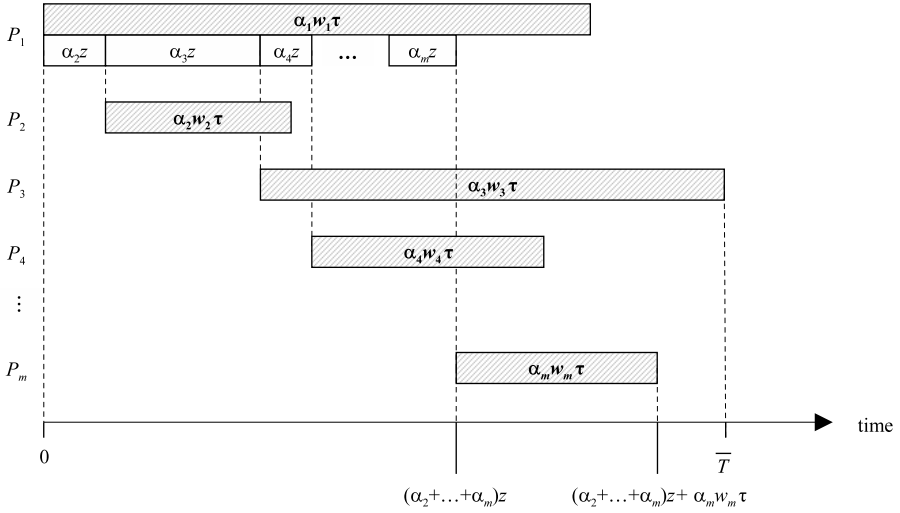 α₁w₁τ
P₁
α₂z α₃z α₄z ... αₘz
P₂ α₂w₂τ
P₃ α₃w₃τ
P₄ α₄w₄τ
⋮
Pₘ αₘwₘτ
time
0 T̅
(α₂+...+αₘ)z (α₂+...+αₘ)z + αₘwₘτ